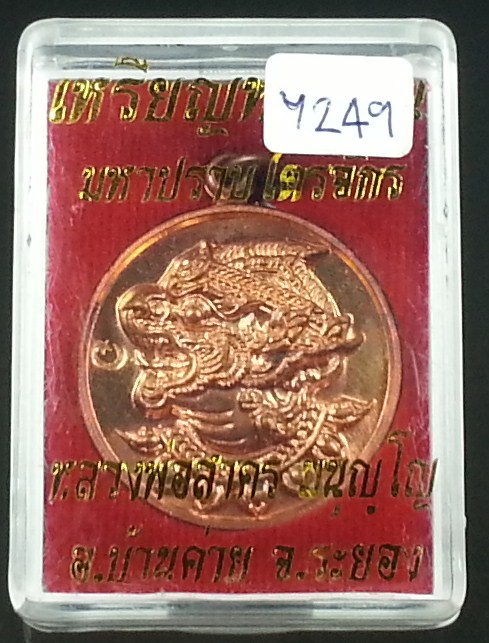 เหรียญห
249
มหาปราบไตรจักร
หลวงพ่อสาคร มนุญฺโญ
อ.บ้านค่าย จ.ระยอง